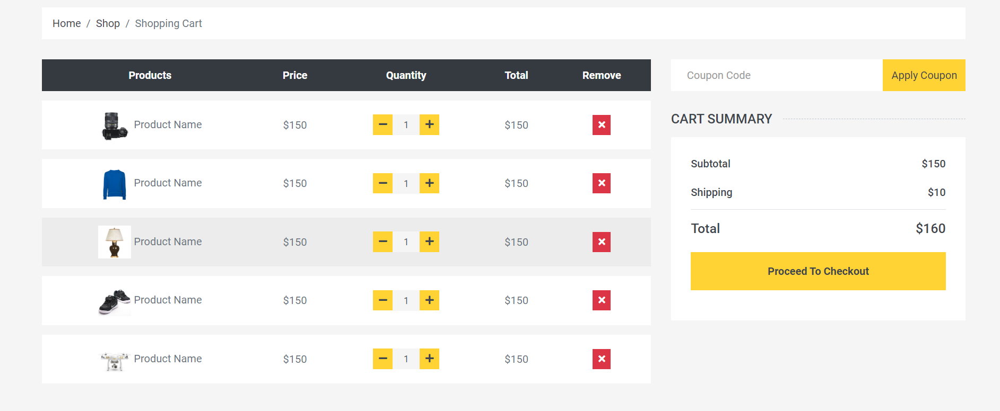 Home / Shop / Shopping Cart
Products Price Quantity Total Remove
Product Name $150 1 $150
Product Name $150 1 $150
Product Name $150 1 $150
Product Name $150 1 $150
Product Name $150 1 $150
Coupon Code Apply Coupon
CART SUMMARY
Subtotal $150
Shipping $10
Total $160
Proceed To Checkout